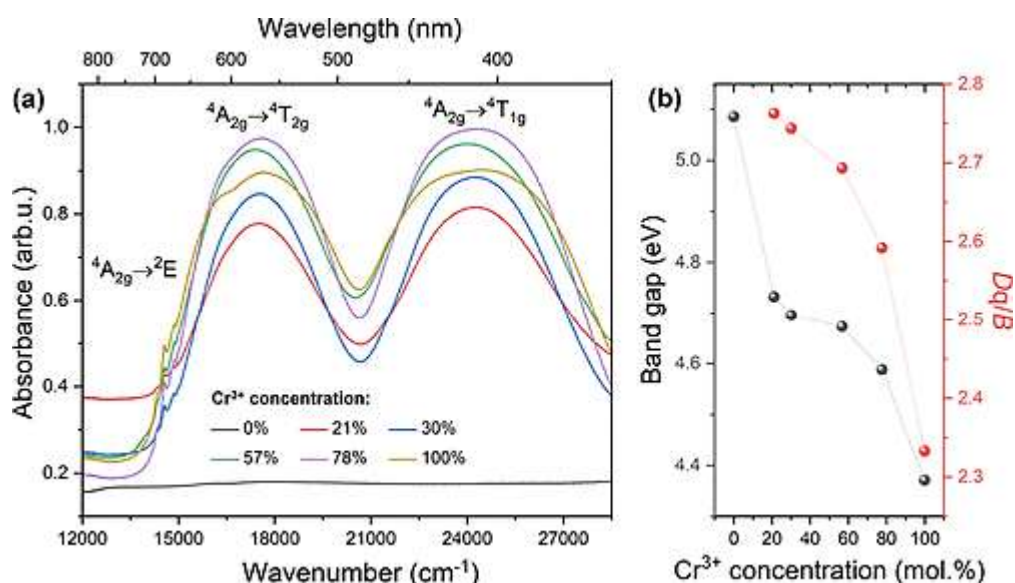 Wavelength (nm)
800 700 600 500 400
(a)
⁴A₂g→⁴T₂g
⁴A₂g→⁴T₁g
⁴A₂g→²E
Absorbance (arb.u.)
1.0
0.8
0.6
0.4
0.2
Cr³⁺ concentration:
0% 21% 30%
57% 78% 100%
12000 15000 18000 21000 24000 27000
Wavenumber (cm⁻¹)
(b)
Band gap (eV)
5.0
4.8
4.6
4.4
2.8
2.7
2.6
2.5
2.4
2.3
Dq/B
0 20 40 60 80 100
Cr³⁺ concentration (mol.%)